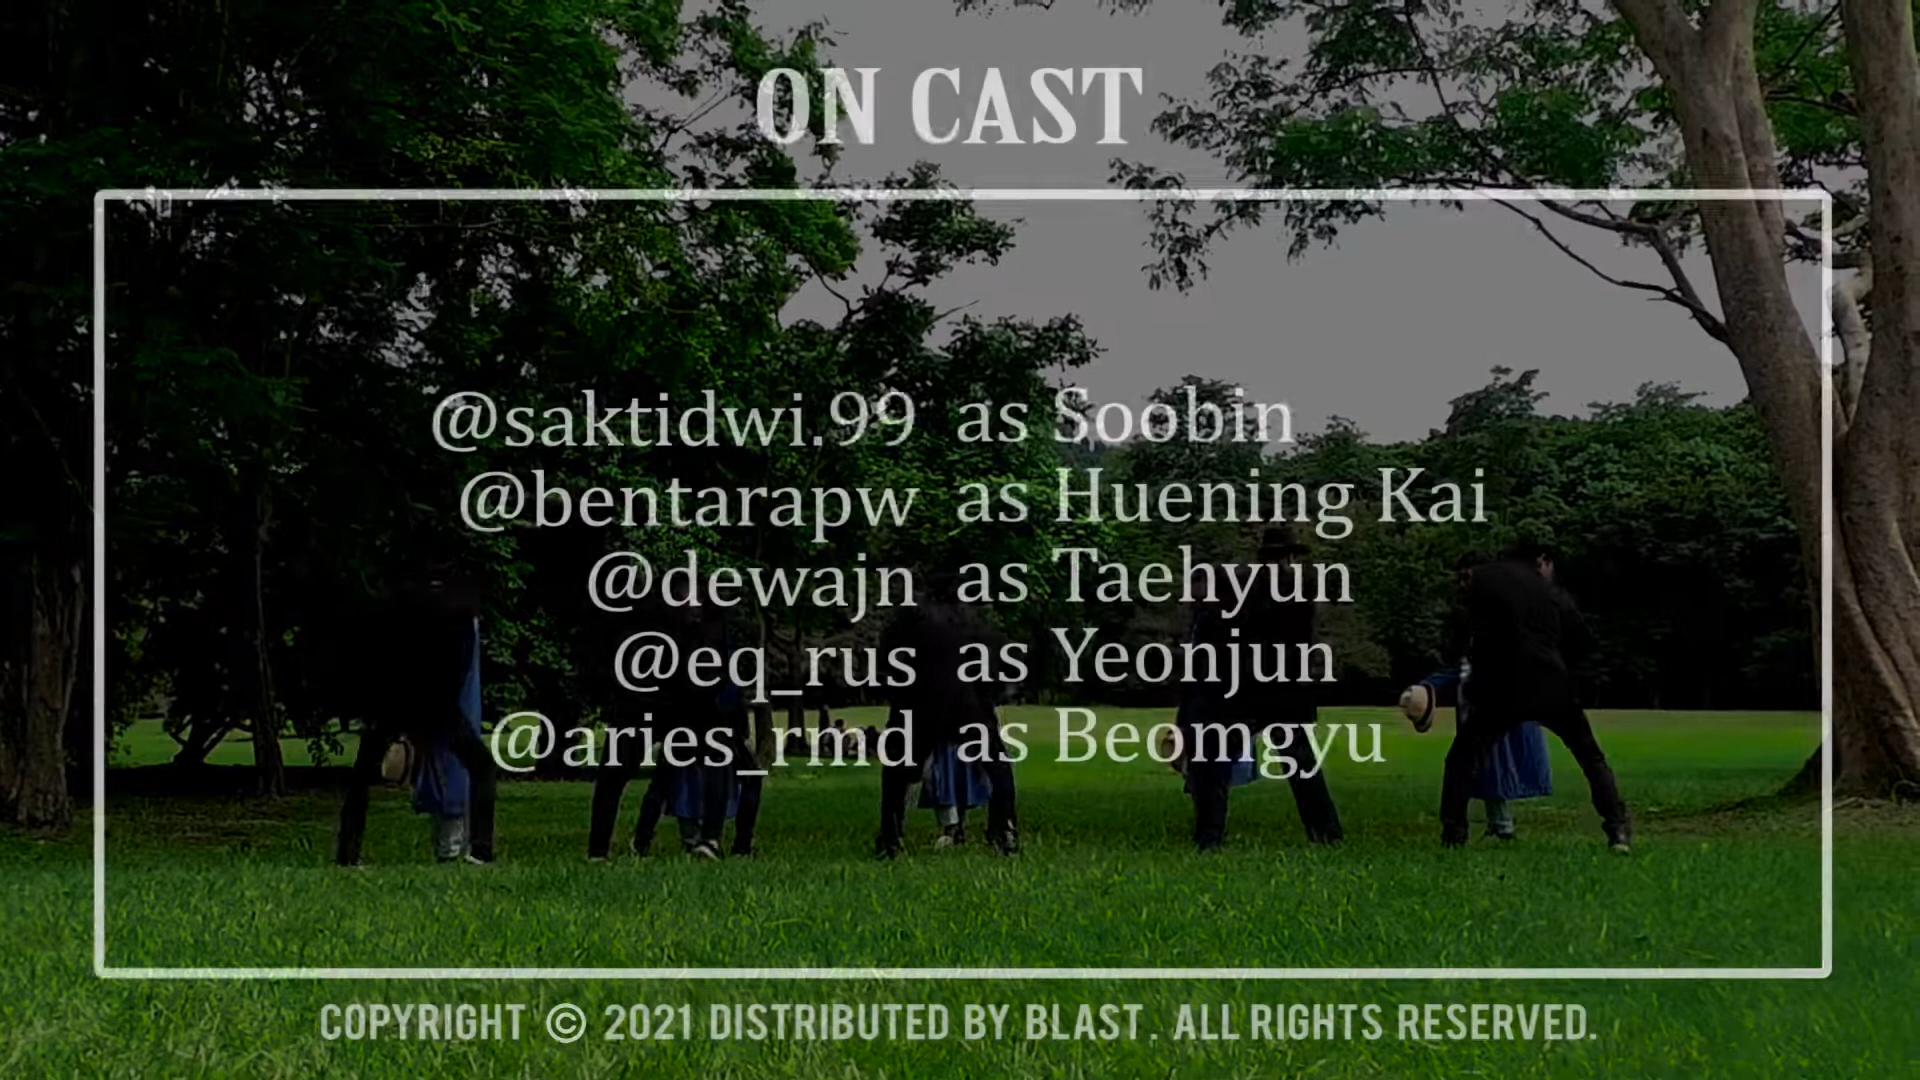 ON CAST
@saktidwi.99 as Soobin
@bentarapw as Huening Kai
@dewajn as Taehyun
@eq_rus as Yeonjun
@aries_rmd as Beomgyu
COPYRIGHT © 2021 DISTRIBUTED BY BLAST. ALL RIGHTS RESERVED.